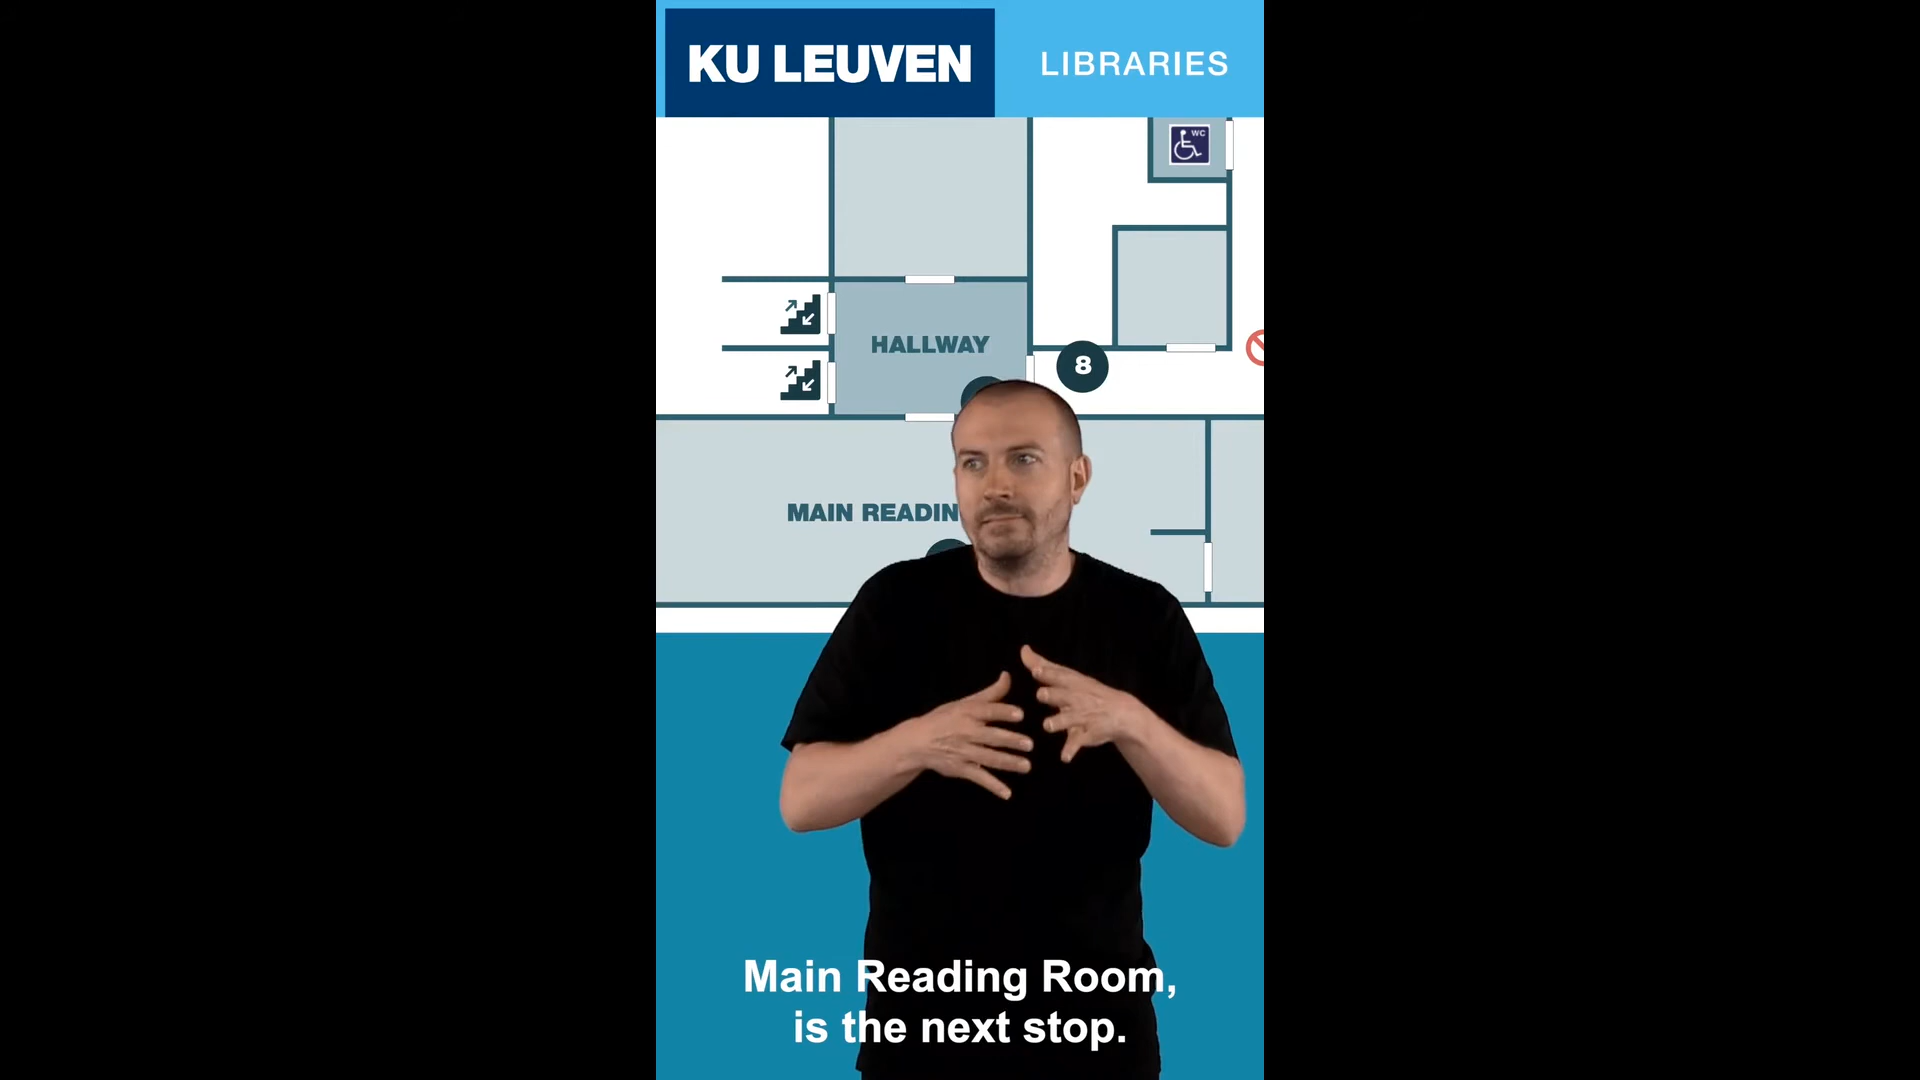 KU LEUVEN LIBRARIES
WC
HALLWAY
8
MAIN READIN
Main Reading Room,
is the next stop.